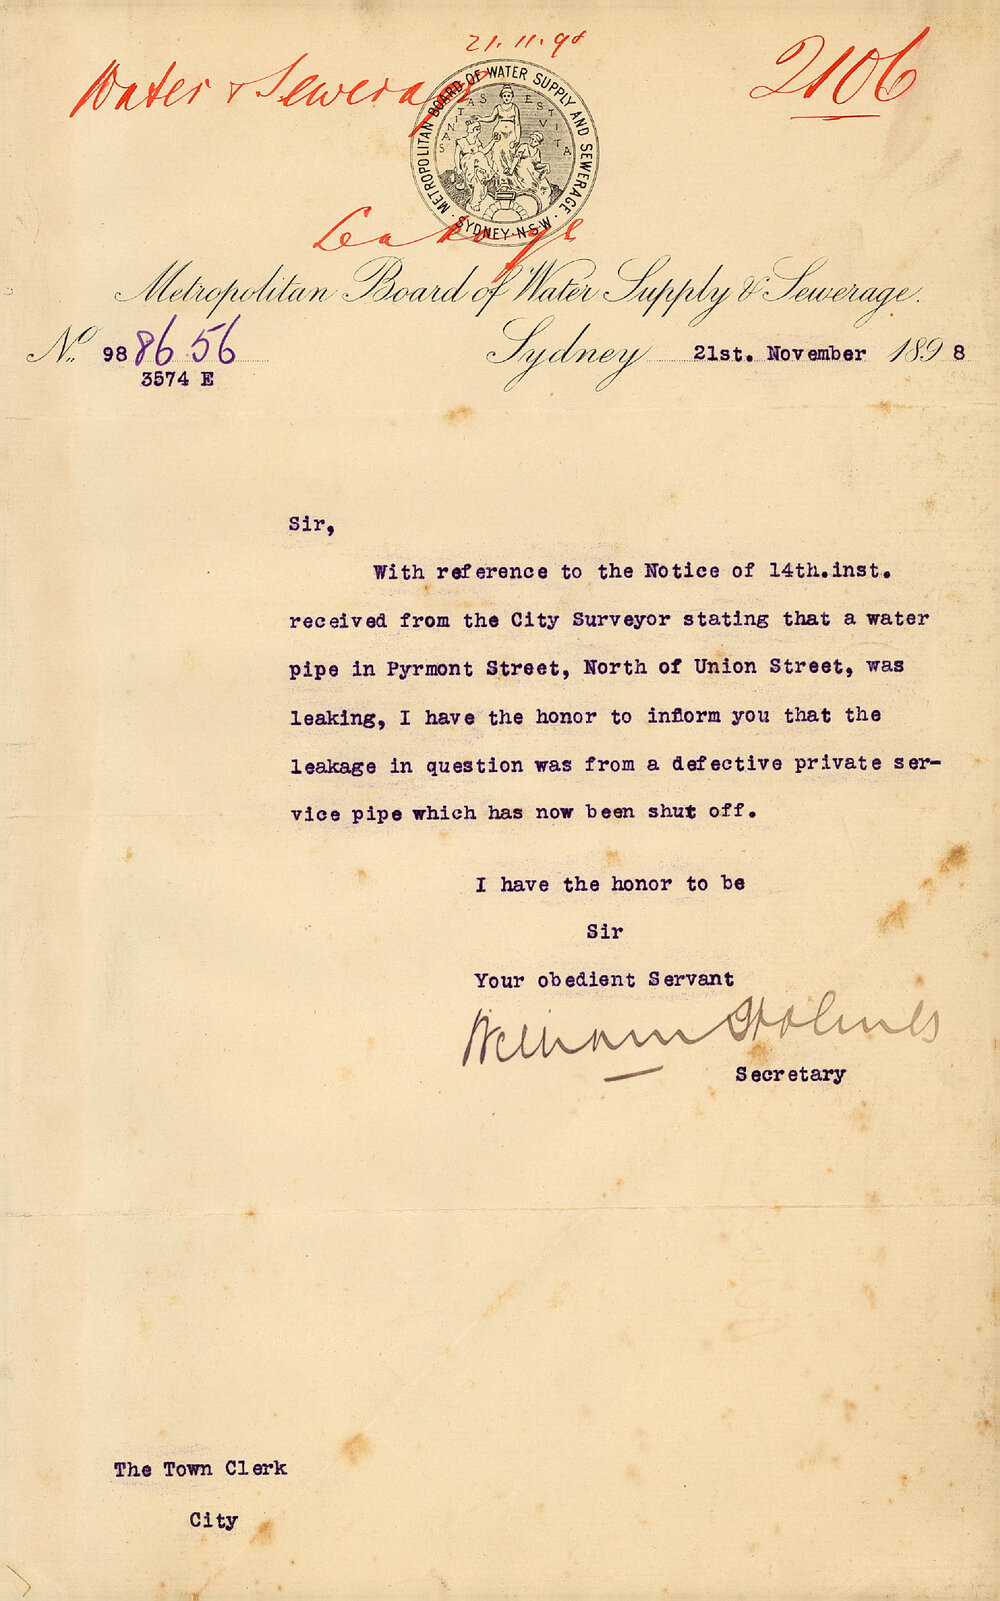 21.11.98
Water & Sewerage
2106
METROPOLITAN BOARD OF WATER SUPPLY AND SEWERAGE.
SANITAS ESK VITA
· SYDNEY · N·S·W ·
Leakage
Metropolitan Board of Water Supply & Sewerage.
No. 98 8656
3574 E
Sydney 21st. November 1898
Sir,
With reference to the Notice of 14th.inst.
received from the City Surveyor stating that a water
pipe in Pyrmont Street, North of Union Street, was
leaking, I have the honor to inform you that the
leakage in question was from a defective private ser-
vice pipe which has now been shut off.
I have the honor to be
Sir
Your obedient Servant
William Holmes
Secretary
The Town Clerk
City